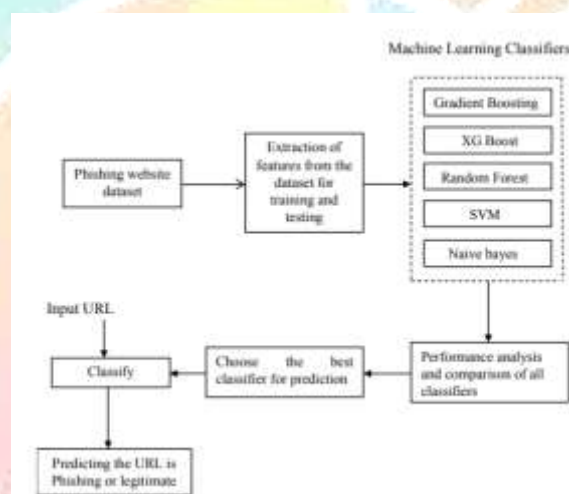 Machine Learning Classifiers
Gradient Boosting
XG Boost
Random Forest
SVM
Naive bayes
Phishing website
dataset
Extraction of
features from the
dataset for
training and
testing
Input URL
Classify
Choose the best
classifier for prediction
Performance analysis
and comparison of all
classifiers
Predicting the URL is
Phishing or legitimate